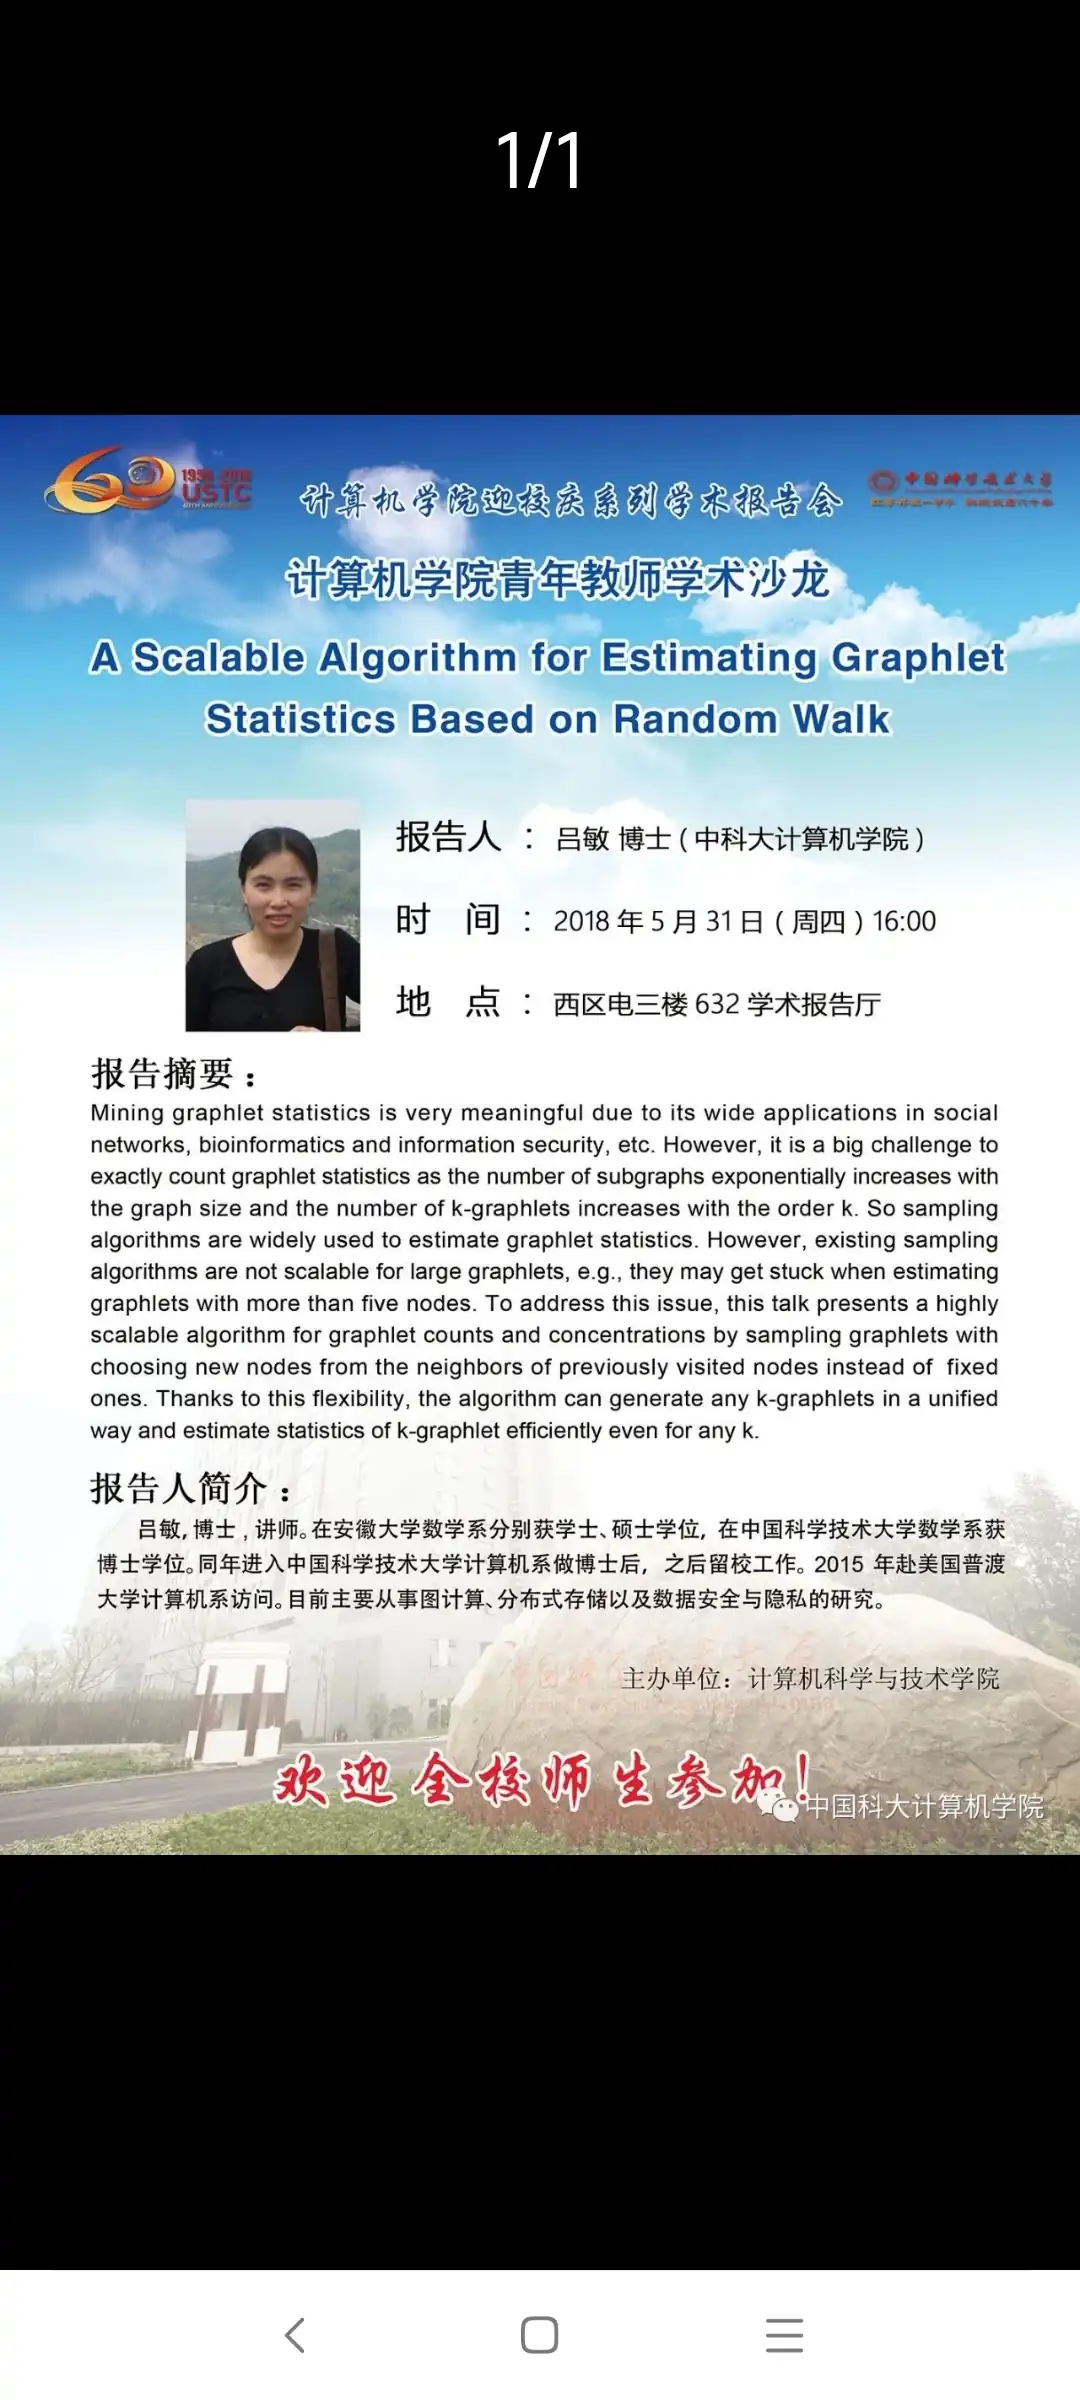 1/1
1958-2018
USTC
计算机学院迎校庆系列学术报告会
中国科学技术大学
计算机学院青年教师学术沙龙
A Scalable Algorithm for Estimating Graphlet
Statistics Based on Random Walk
报告人 : 吕敏 博士 ( 中科大计算机学院 )
时 间 : 2018 年 5 月 31 日 ( 周四 ) 16:00
地 点 : 西区电三楼 632 学术报告厅
报告摘要 :
Mining graphlet statistics is very meaningful due to its wide applications in social
networks, bioinformatics and information security, etc. However, it is a big challenge to
exactly count graphlet statistics as the number of subgraphs exponentially increases with
the graph size and the number of k-graphlets increases with the order k. So sampling
algorithms are widely used to estimate graphlet statistics. However, existing sampling
algorithms are not scalable for large graphlets, e.g., they may get stuck when estimating
graphlets with more than five nodes. To address this issue, this talk presents a highly
scalable algorithm for graphlet counts and concentrations by sampling graphlets with
choosing new nodes from the neighbors of previously visited nodes instead of fixed
ones. Thanks to this flexibility, the algorithm can generate any k-graphlets in a unified
way and estimate statistics of k-graphlet efficiently even for any k.
报告人简介 :
吕敏, 博士 , 讲师。在安徽大学数学系分别获学士、硕士学位, 在中国科学技术大学数学系获
博士学位。同年进入中国科学技术大学计算机系做博士后, 之后留校工作。2015 年赴美国普渡
大学计算机系访问。目前主要从事图计算、分布式存储以及数据安全与隐私的研究。
主办单位: 计算机科学与技术学院
欢迎全校师生参加!
中国科大计算机学院